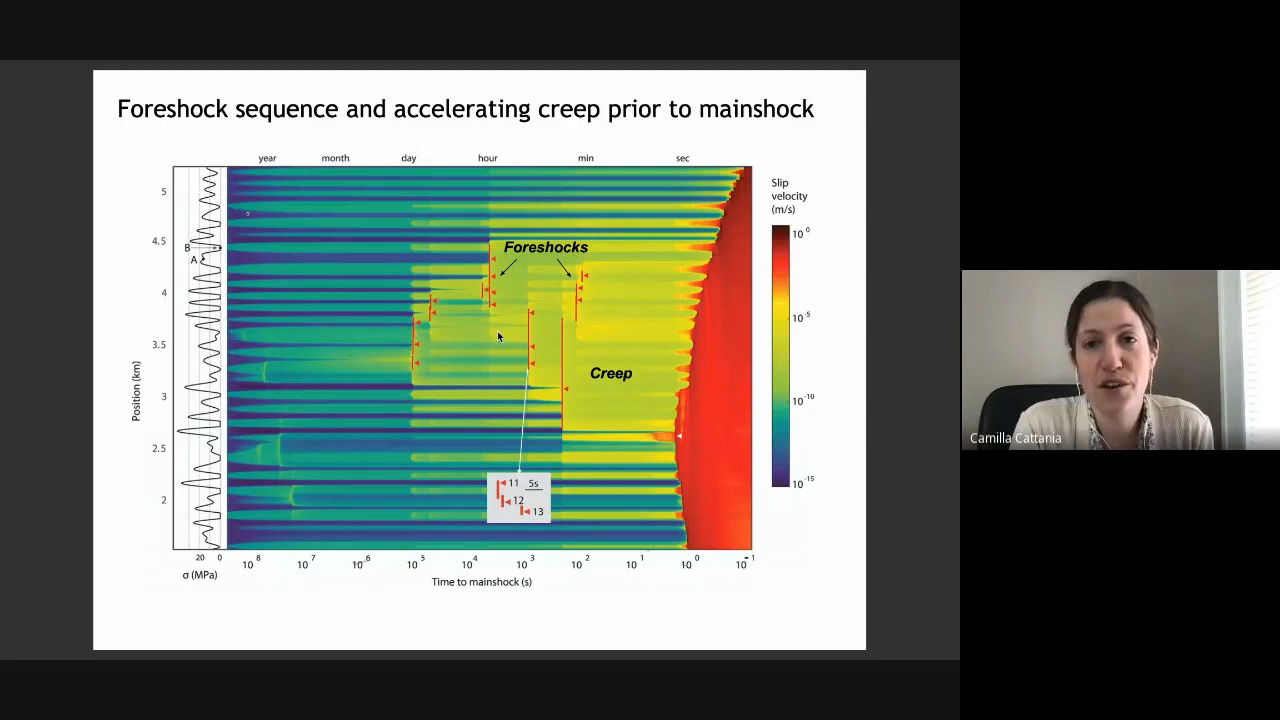 Foreshock sequence and accelerating creep prior to mainshock
year month day hour min sec
Slip
velocity
(m/s)
5
4.5
4
3.5
3
2.5
2
Position (km)
B
A
Foreshocks
Creep
10 0
10 -5
10 -10
10 -15
11 5s
12
13
20 0
σ (MPa)
10 8 10 7 10 6 10 5 10 4 10 3 10 2 10 1 10 0 10 -1
Time to mainshock (s)
Camilla Cattania